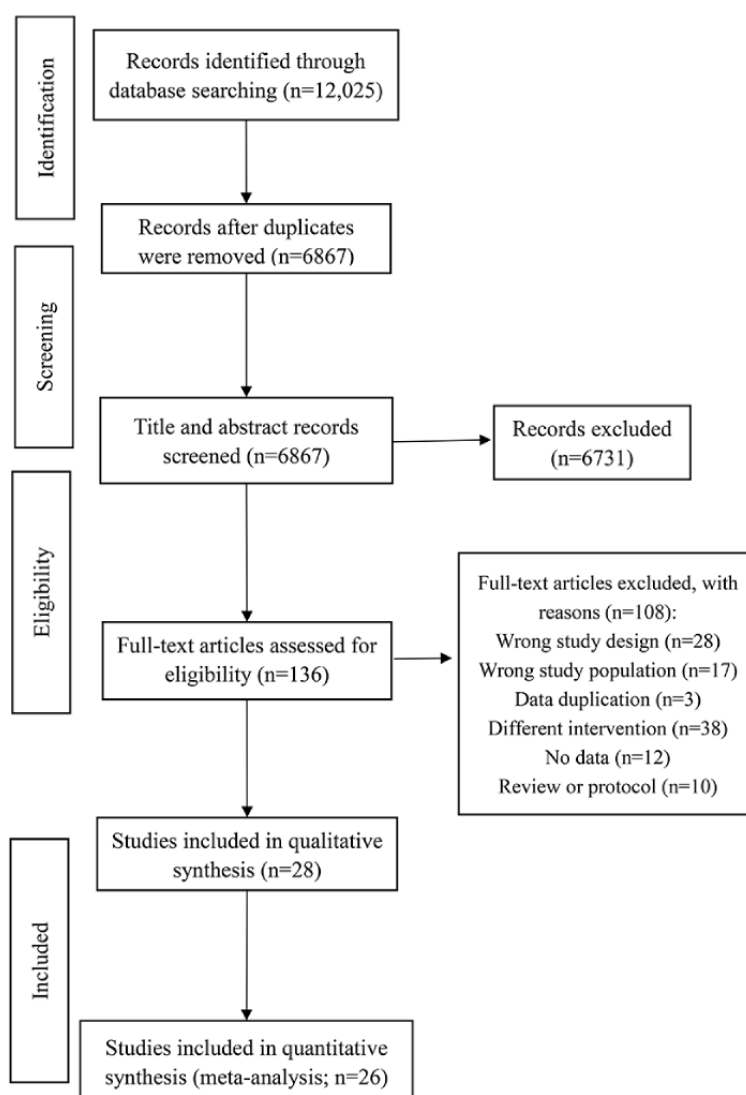 Identification
Records identified through
database searching (n=12,025)
Records after duplicates
were removed (n=6867)
Screening
Title and abstract records
screened (n=6867)
Records excluded
(n=6731)
Eligibility
Full-text articles assessed for
eligibility (n=136)
Full-text articles excluded, with
reasons (n=108):
Wrong study design (n=28)
Wrong study population (n=17)
Data duplication (n=3)
Different intervention (n=38)
No data (n=12)
Review or protocol (n=10)
Included
Studies included in qualitative
synthesis (n=28)
Studies included in quantitative
synthesis (meta-analysis; n=26)